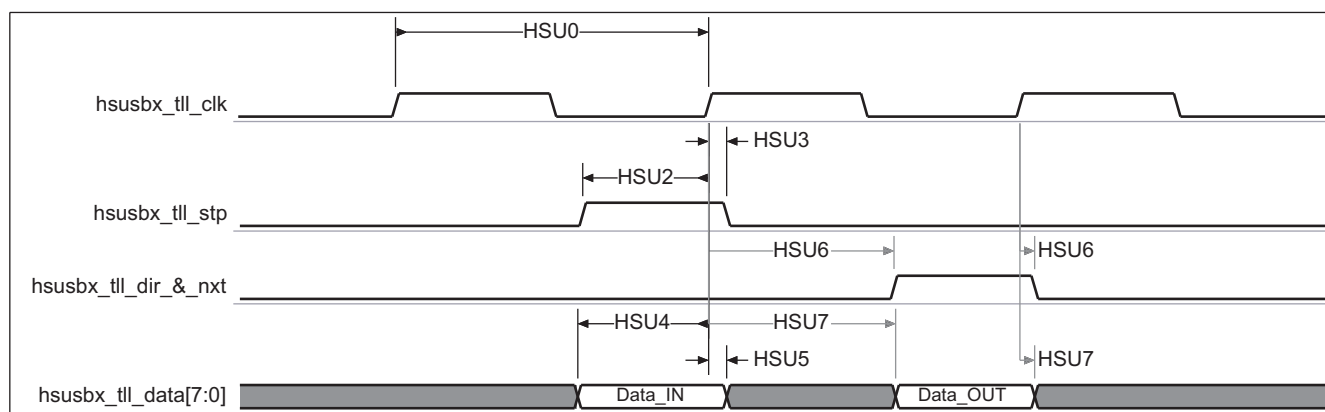 HSU0
hsusbx_tll_clk
HSU3
HSU2
hsusbx_tll_stp
HSU6 HSU6
hsusbx_tll_dir_&_nxt
HSU4 HSU7
HSU5 HSU7
hsusbx_tll_data[7:0] Data_IN Data_OUT